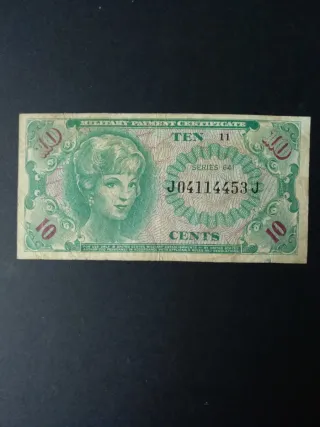 MILITARY PAYMENT CERTIFICATE
10 TEN 11 10
SERIES 641
J04114453J
10 CENTS 10